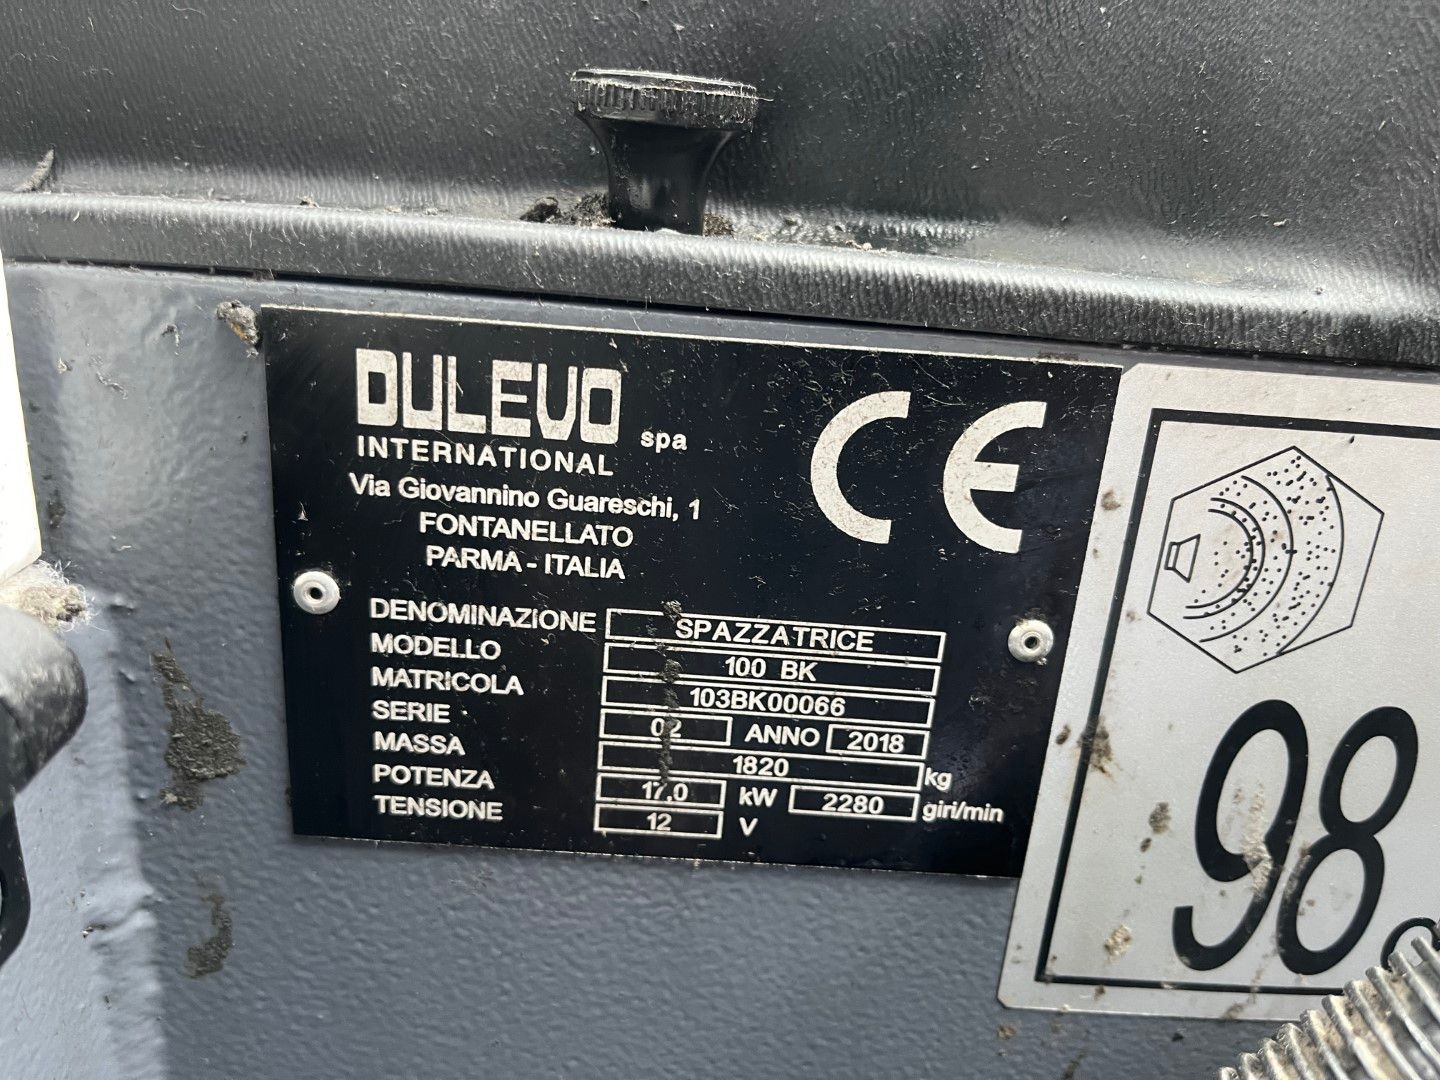 DULEVO spa
INTERNATIONAL
Via Giovannino Guareschi, 1
FONTANELLATO
PARMA - ITALIA
CE
DENOMINAZIONE SPAZZATRICE
MODELLO 100 BK
MATRICOLA 103BK00066
SERIE 02 ANNO 2018
MASSA 1820 kg
POTENZA 17,0 kW 2280 giri/min
TENSIONE 12 V
98